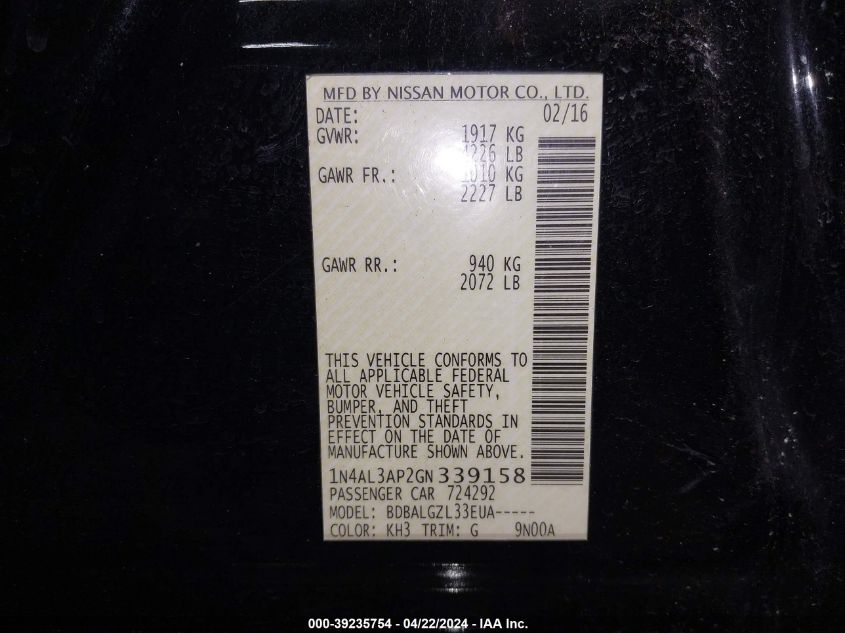 MFD BY NISSAN MOTOR CO., LTD.
DATE: 02/16
GVWR: 1917 KG
4226 LB
GAWR FR.: 1010 KG
2227 LB
GAWR RR.: 940 KG
2072 LB
THIS VEHICLE CONFORMS TO
ALL APPLICABLE FEDERAL
MOTOR VEHICLE SAFETY,
BUMPER, AND THEFT
PREVENTION STANDARDS IN
EFFECT ON THE DATE OF
MANUFACTURE SHOWN ABOVE.
1N4AL3AP2GN339158
PASSENGER CAR 724292
MODEL: BDBALGZL33EUA-----
COLOR: KH3 TRIM: G 9N00A
000-39235754 - 04/22/2024 - IAA Inc.